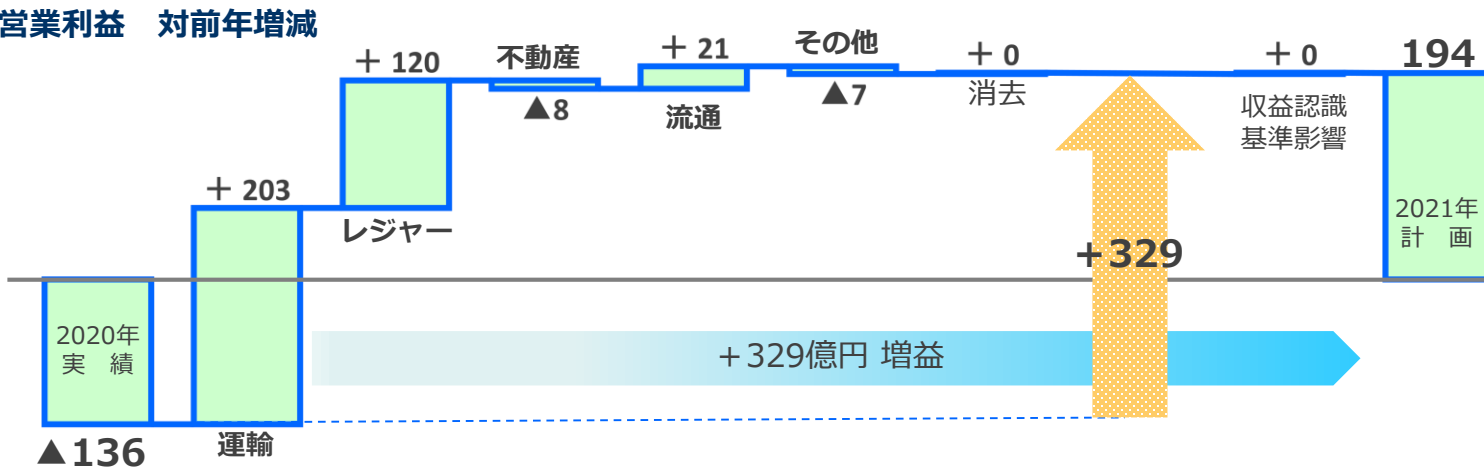 営業利益　対前年増減
▲136
2020年
実　績
＋ 203
運輸
＋ 120
レジャー
不動産
▲8
＋ 21
流通
その他
▲7
＋ 0
消去
＋329
＋329億円 増益
＋ 0
収益認識
基準影響
194
2021年
計　画